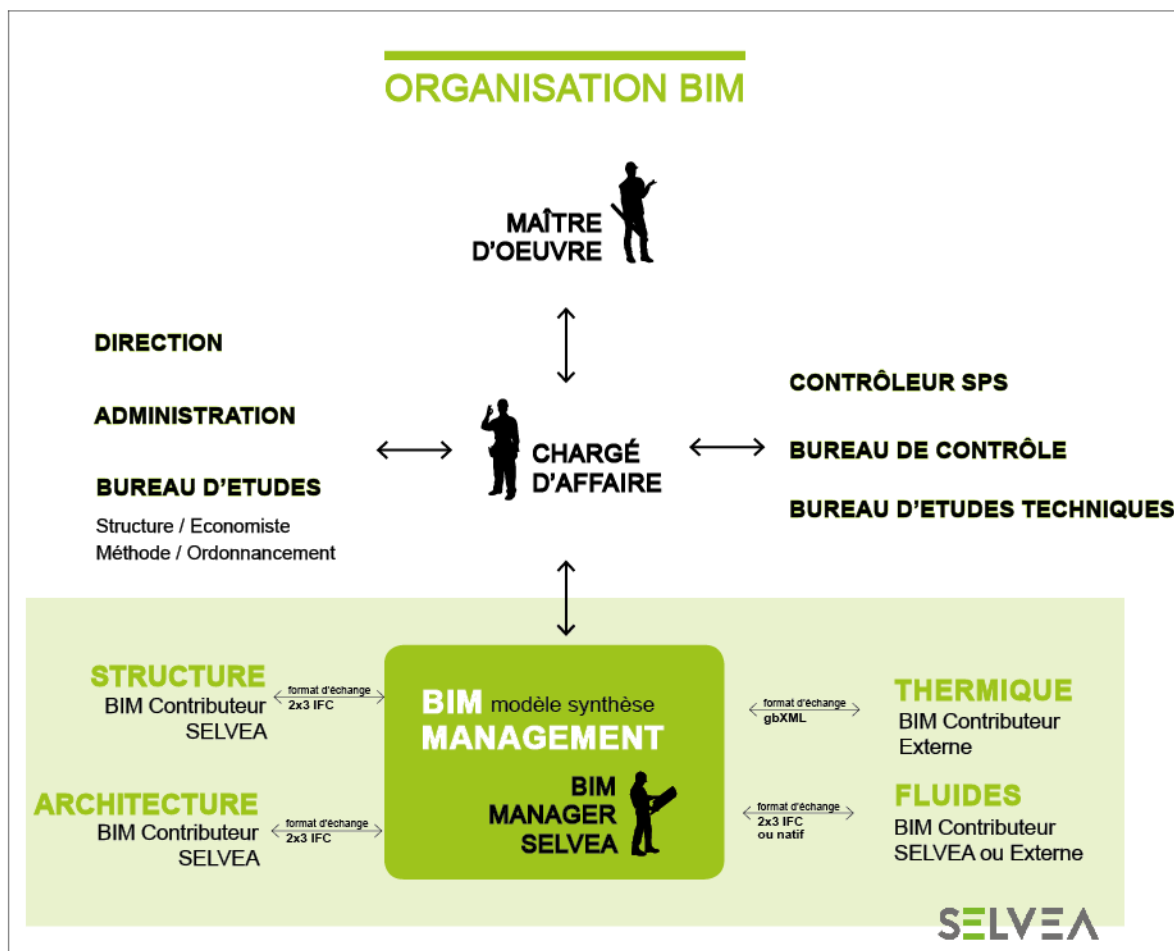 ORGANISATION BIM
MAÎTRE
D'OEUVRE
DIRECTION
ADMINISTRATION
BUREAU D'ETUDES
Structure / Economiste
Méthode / Ordonnancement
CHARGÉ
D'AFFAIRE
CONTRÔLEUR SPS
BUREAU DE CONTRÔLE
BUREAU D'ETUDES TECHNIQUES
STRUCTURE
BIM Contributeur
SELVEA
format d'échange
2x3 IFC
ARCHITECTURE
BIM Contributeur
SELVEA
format d'échange
2x3 IFC
BIM modèle synthèse
MANAGEMENT
BIM
MANAGER
SELVEA
format d'échange
gbXML
THERMIQUE
BIM Contributeur
Externe
format d'échange
2x3 IFC
ou natif
FLUIDES
BIM Contributeur
SELVEA ou Externe
SELVEA